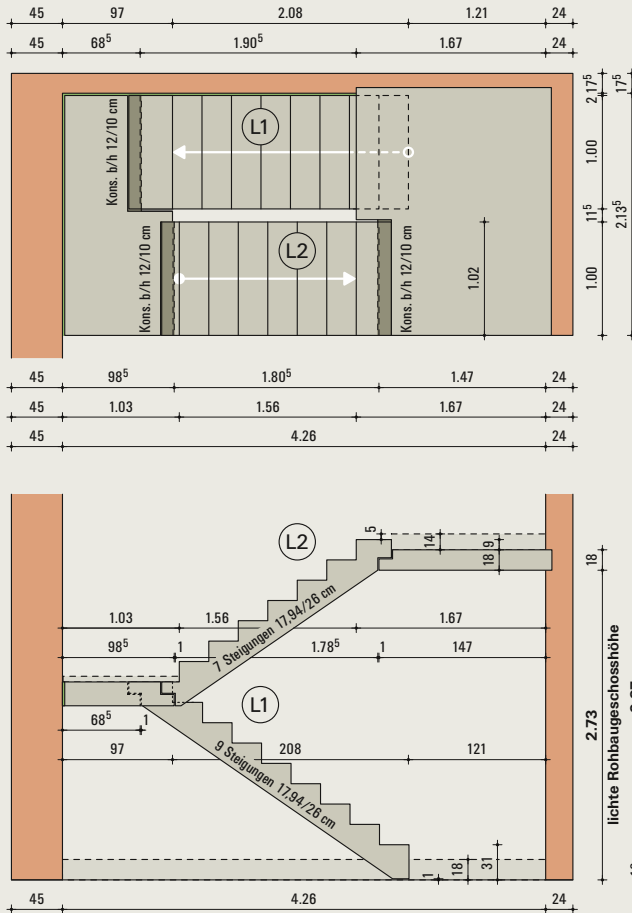 45 97 2.08 1.21 24
45 68⁵ 1.90⁵ 1.67 24
L1
Kons. b/h 12/10 cm
L2
Kons. b/h 12/10 cm
Kons. b/h 12/10 cm
1.02
2 17⁵
1.00
11⁵
1.00
17⁵
2.13⁵
45 98⁵ 1.80⁵ 1.47 24
45 1.03 1.56 1.67 24
45 4.26 24
L2
5
14
9
18
18
1.03 1.56 1.67
7 Steigungen 17,94/26 cm
98⁵ 1 1.78⁵ 1 147
L1
68⁵ 1
97 208 121
9 Steigungen 17,94/26 cm
1
18
31
2.73
lichte Rohbaugeschosshöhe
45 4.26 24